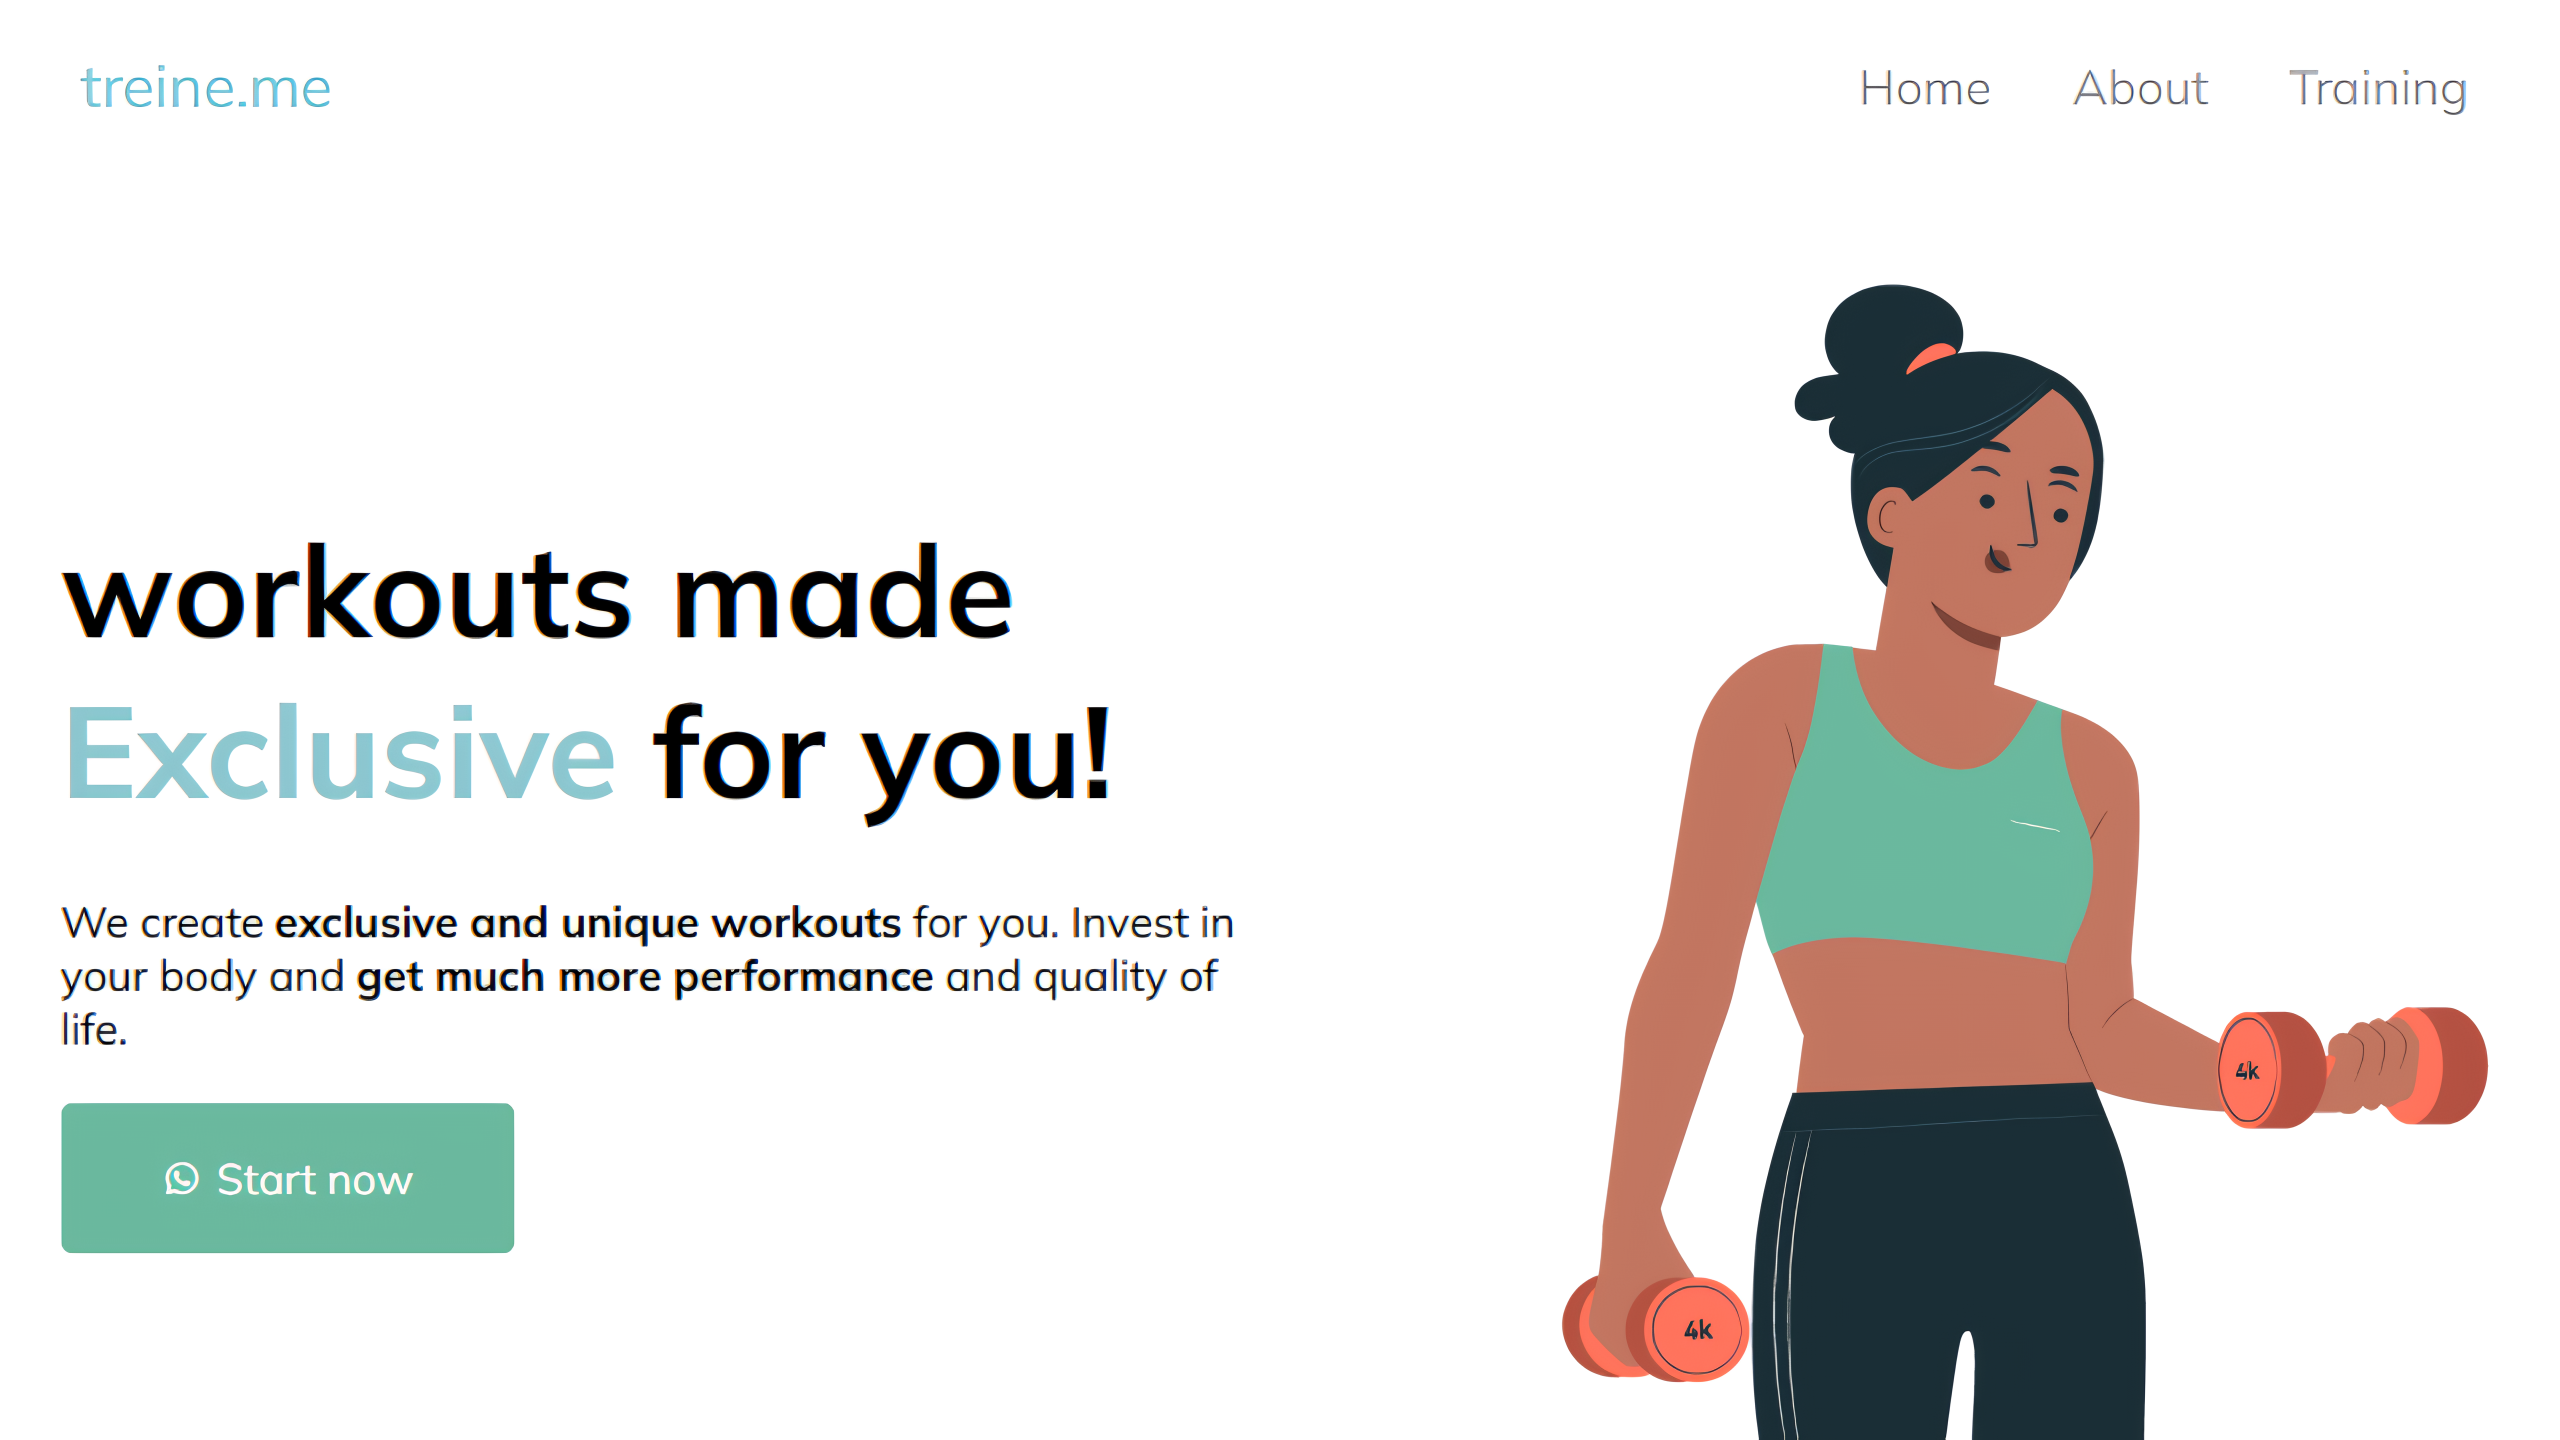 treine.me
Home About Training
workouts made
Exclusive for you!
We create exclusive and unique workouts for you. Invest in
your body and get much more performance and quality of
life.
Start now
4k
4k